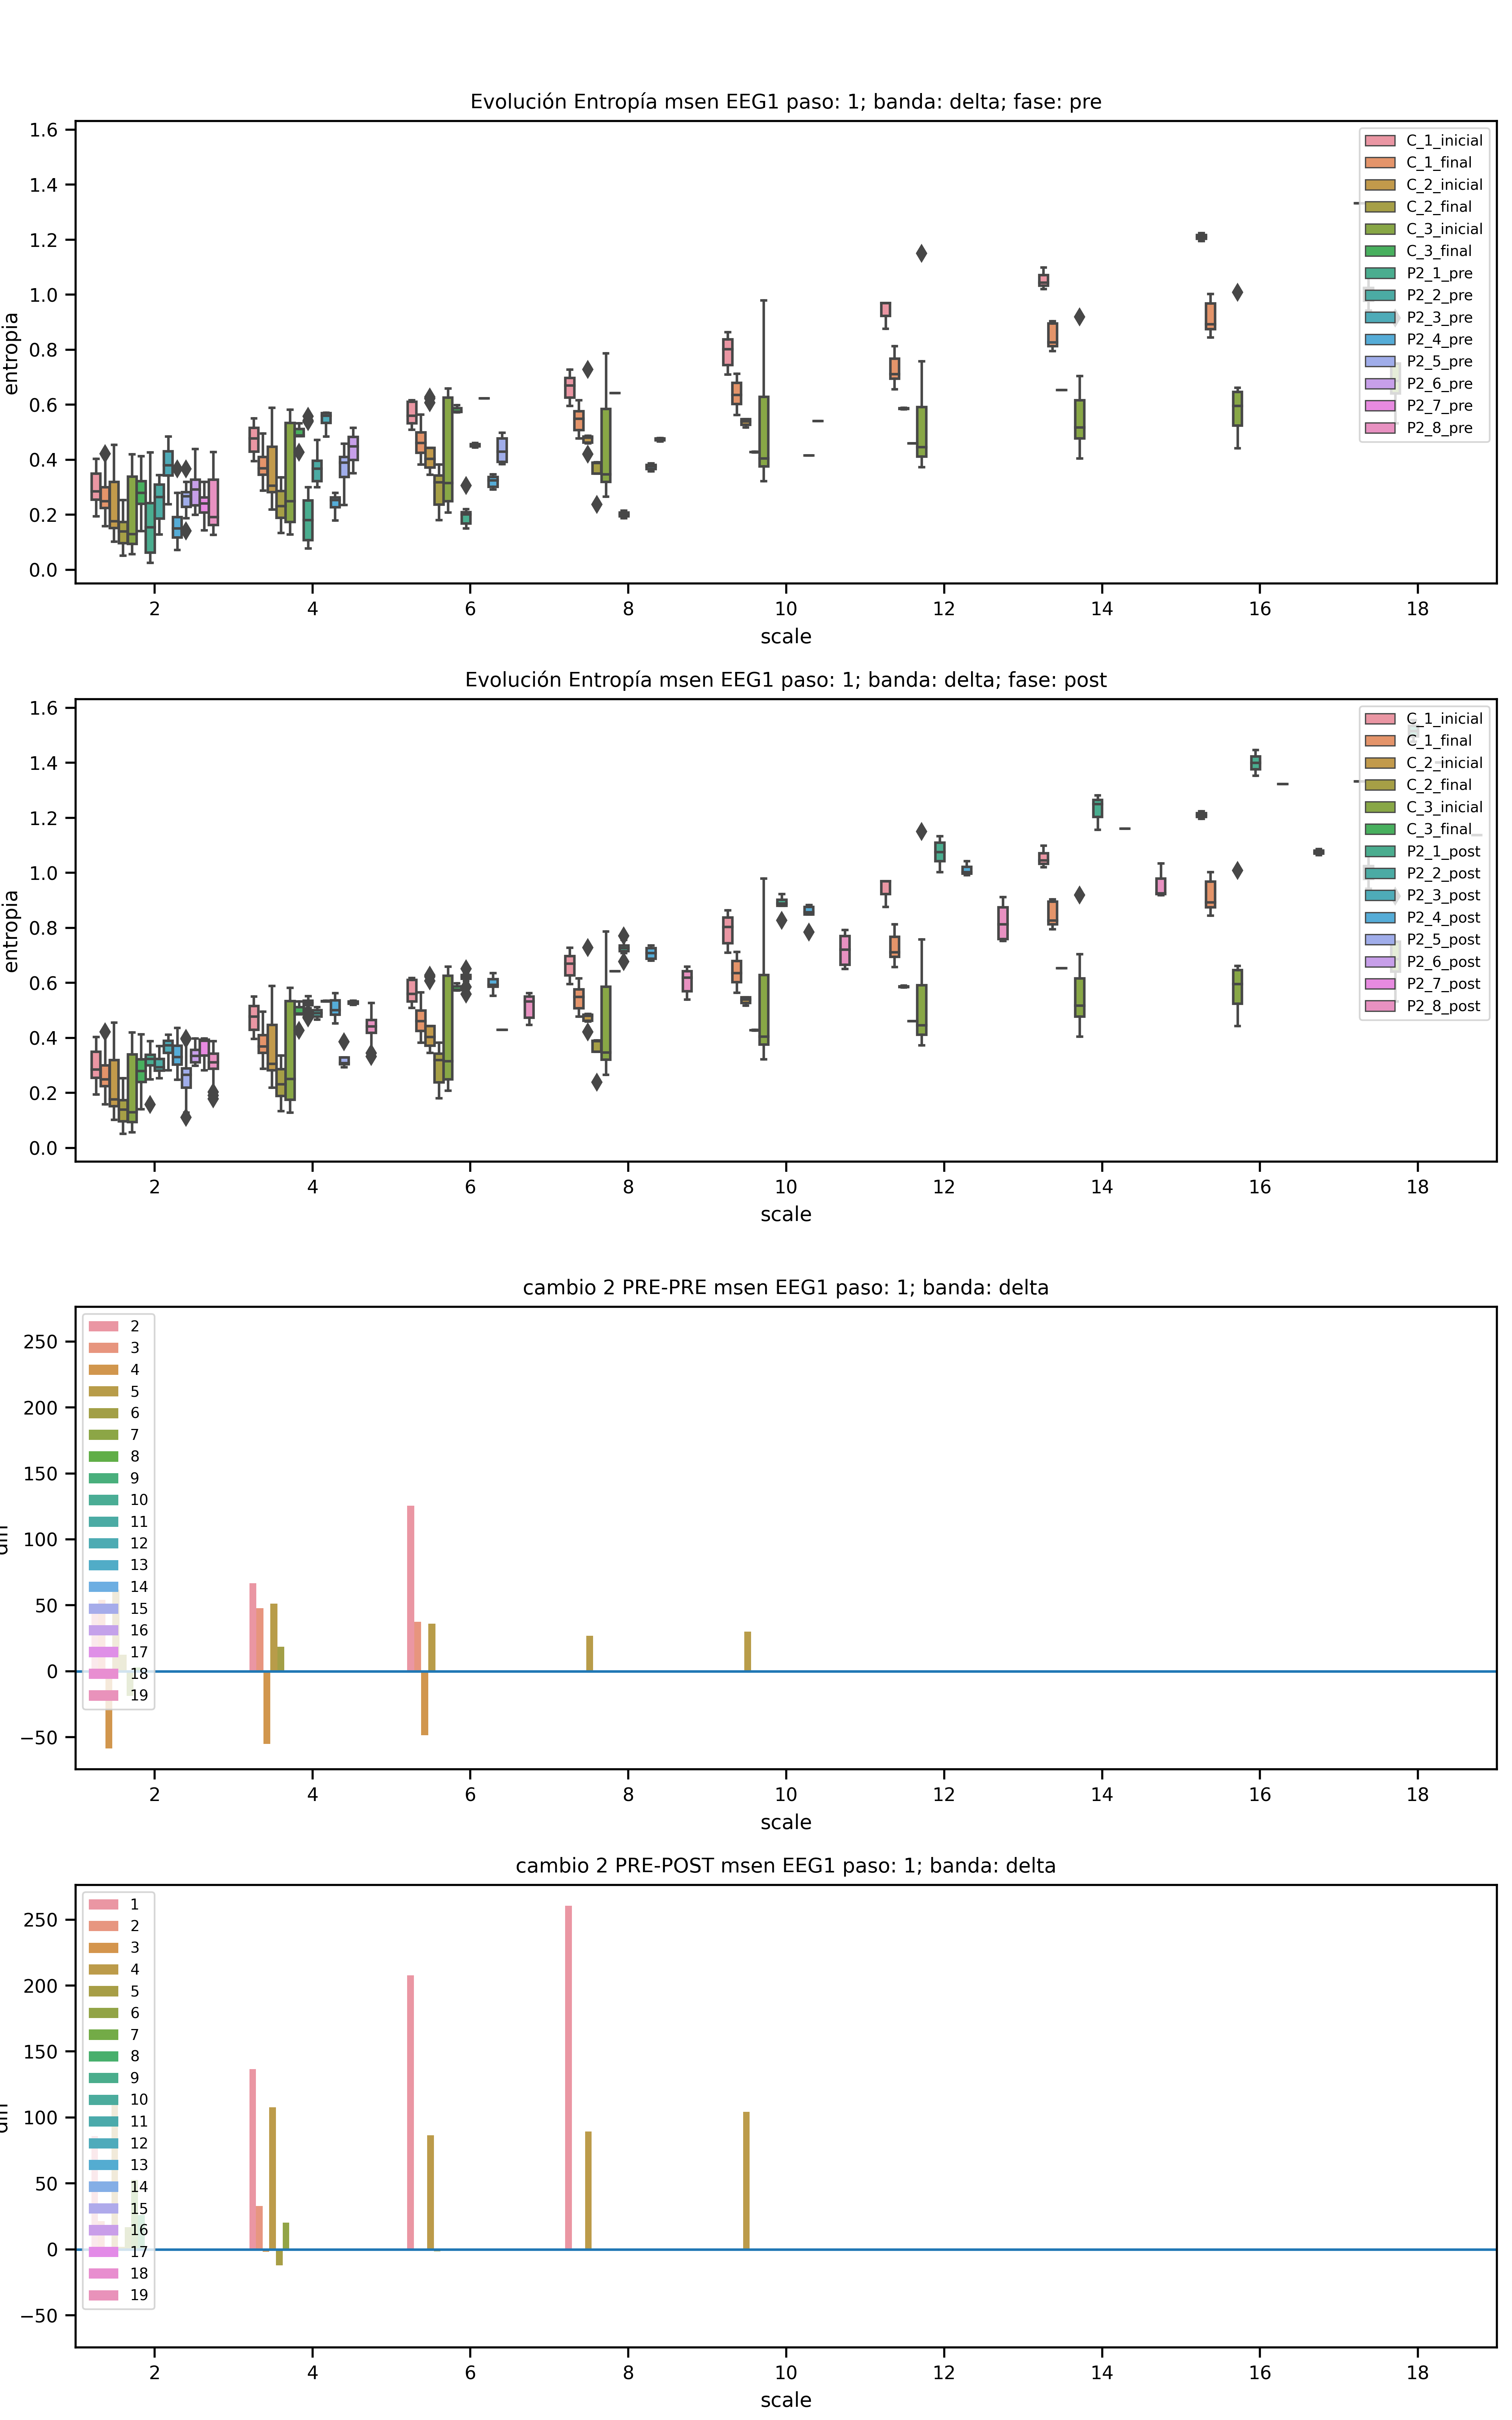 Evolución Entropía msen EEG1 paso: 1; banda: delta; fase: pre
entropia
1.6
1.4
1.2
1.0
0.8
0.6
0.4
0.2
0.0
C_1_inicial
C_1_final
C_2_inicial
C_2_final
C_3_inicial
C_3_final
P2_1_pre
P2_2_pre
P2_3_pre
P2_4_pre
P2_5_pre
P2_6_pre
P2_7_pre
P2_8_pre
2 4 6 8 10 12 14 16 18
scale
Evolución Entropía msen EEG1 paso: 1; banda: delta; fase: post
entropia
1.6
1.4
1.2
1.0
0.8
0.6
0.4
0.2
0.0
C_1_inicial
C_1_final
C_2_inicial
C_2_final
C_3_inicial
C_3_final
P2_1_post
P2_2_post
P2_3_post
P2_4_post
P2_5_post
P2_6_post
P2_7_post
P2_8_post
2 4 6 8 10 12 14 16 18
scale
cambio 2 PRE-PRE msen EEG1 paso: 1; banda: delta
250
200
150
100
50
0
−50
2
3
4
5
6
7
8
9
10
11
12
13
14
15
16
17
18
19
2 4 6 8 10 12 14 16 18
scale
cambio 2 PRE-POST msen EEG1 paso: 1; banda: delta
250
200
150
100
50
0
−50
1
2
3
4
5
6
7
8
9
10
11
12
13
14
15
16
17
18
19
2 4 6 8 10 12 14 16 18
scale